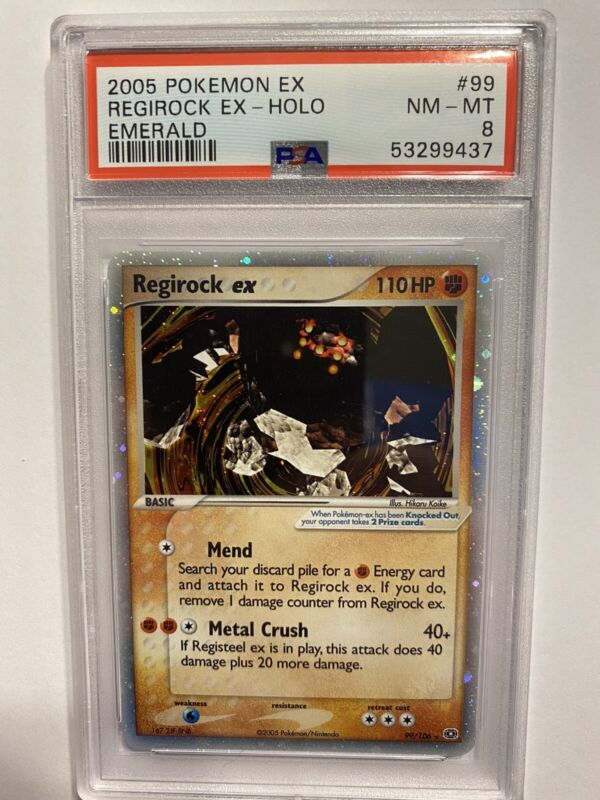 2005 POKEMON EX #99
REGIROCK EX – HOLO NM – MT
EMERALD 8
PSA 53299437
Regirock ex 110 HP
BASIC
Illus. Hikaru Koike
When Pokémon-ex has been Knocked Out,
your opponent takes 2 Prize cards.
Mend
Search your discard pile for a Energy card
and attach it to Regirock ex. If you do,
remove 1 damage counter from Regirock ex.
Metal Crush 40+
If Registeel ex is in play, this attack does 40
damage plus 20 more damage.
weakness resistance retreat cost
©2005 Pokémon/Nintendo 99/106